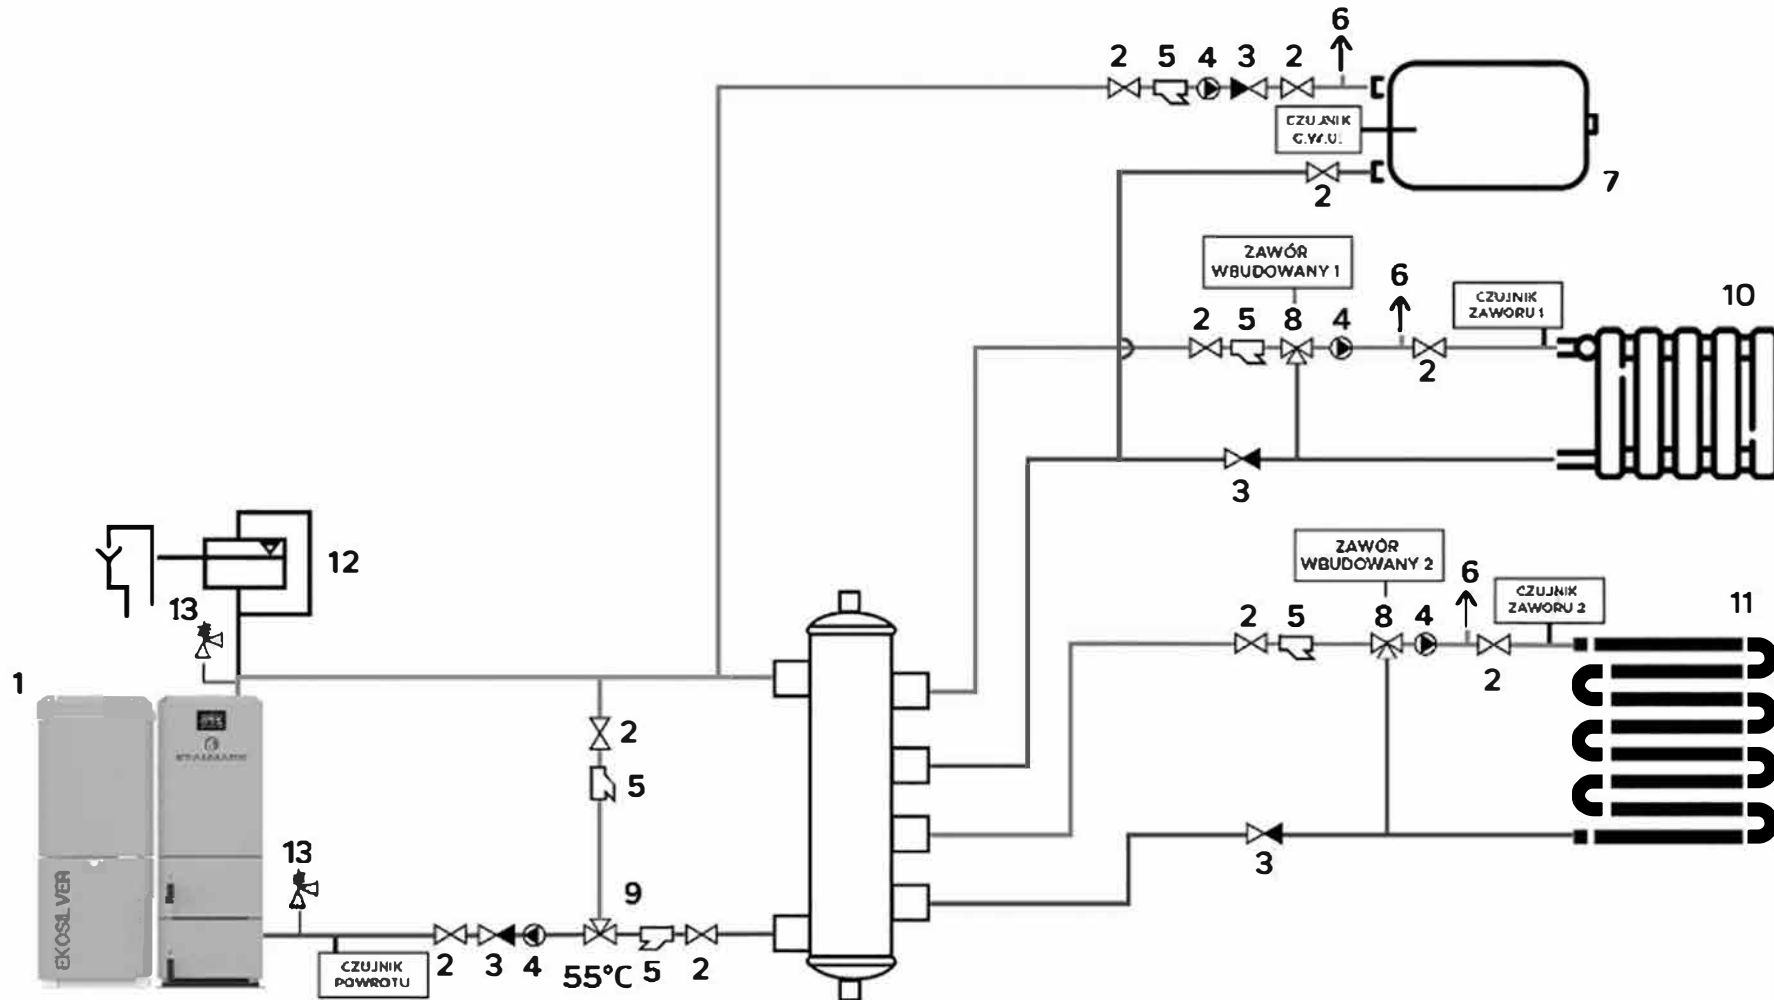 6
2 5 4 3 2
CZUJNIK
C.W.U.
2
7
ZAWÓR
WBUDOWANY 1
6
CZUJNIK
ZAWORU 1
10
2 5 8 4
2
3
ZAWÓR
WBUDOWANY 2
6
CZUJNIK
ZAWORU 2
11
2 5 8 4
2
3
12
13
1
2
5
EKOSILVER
13
9
CZUJNIK
POWROTU
2 3 4 55°C 5 2